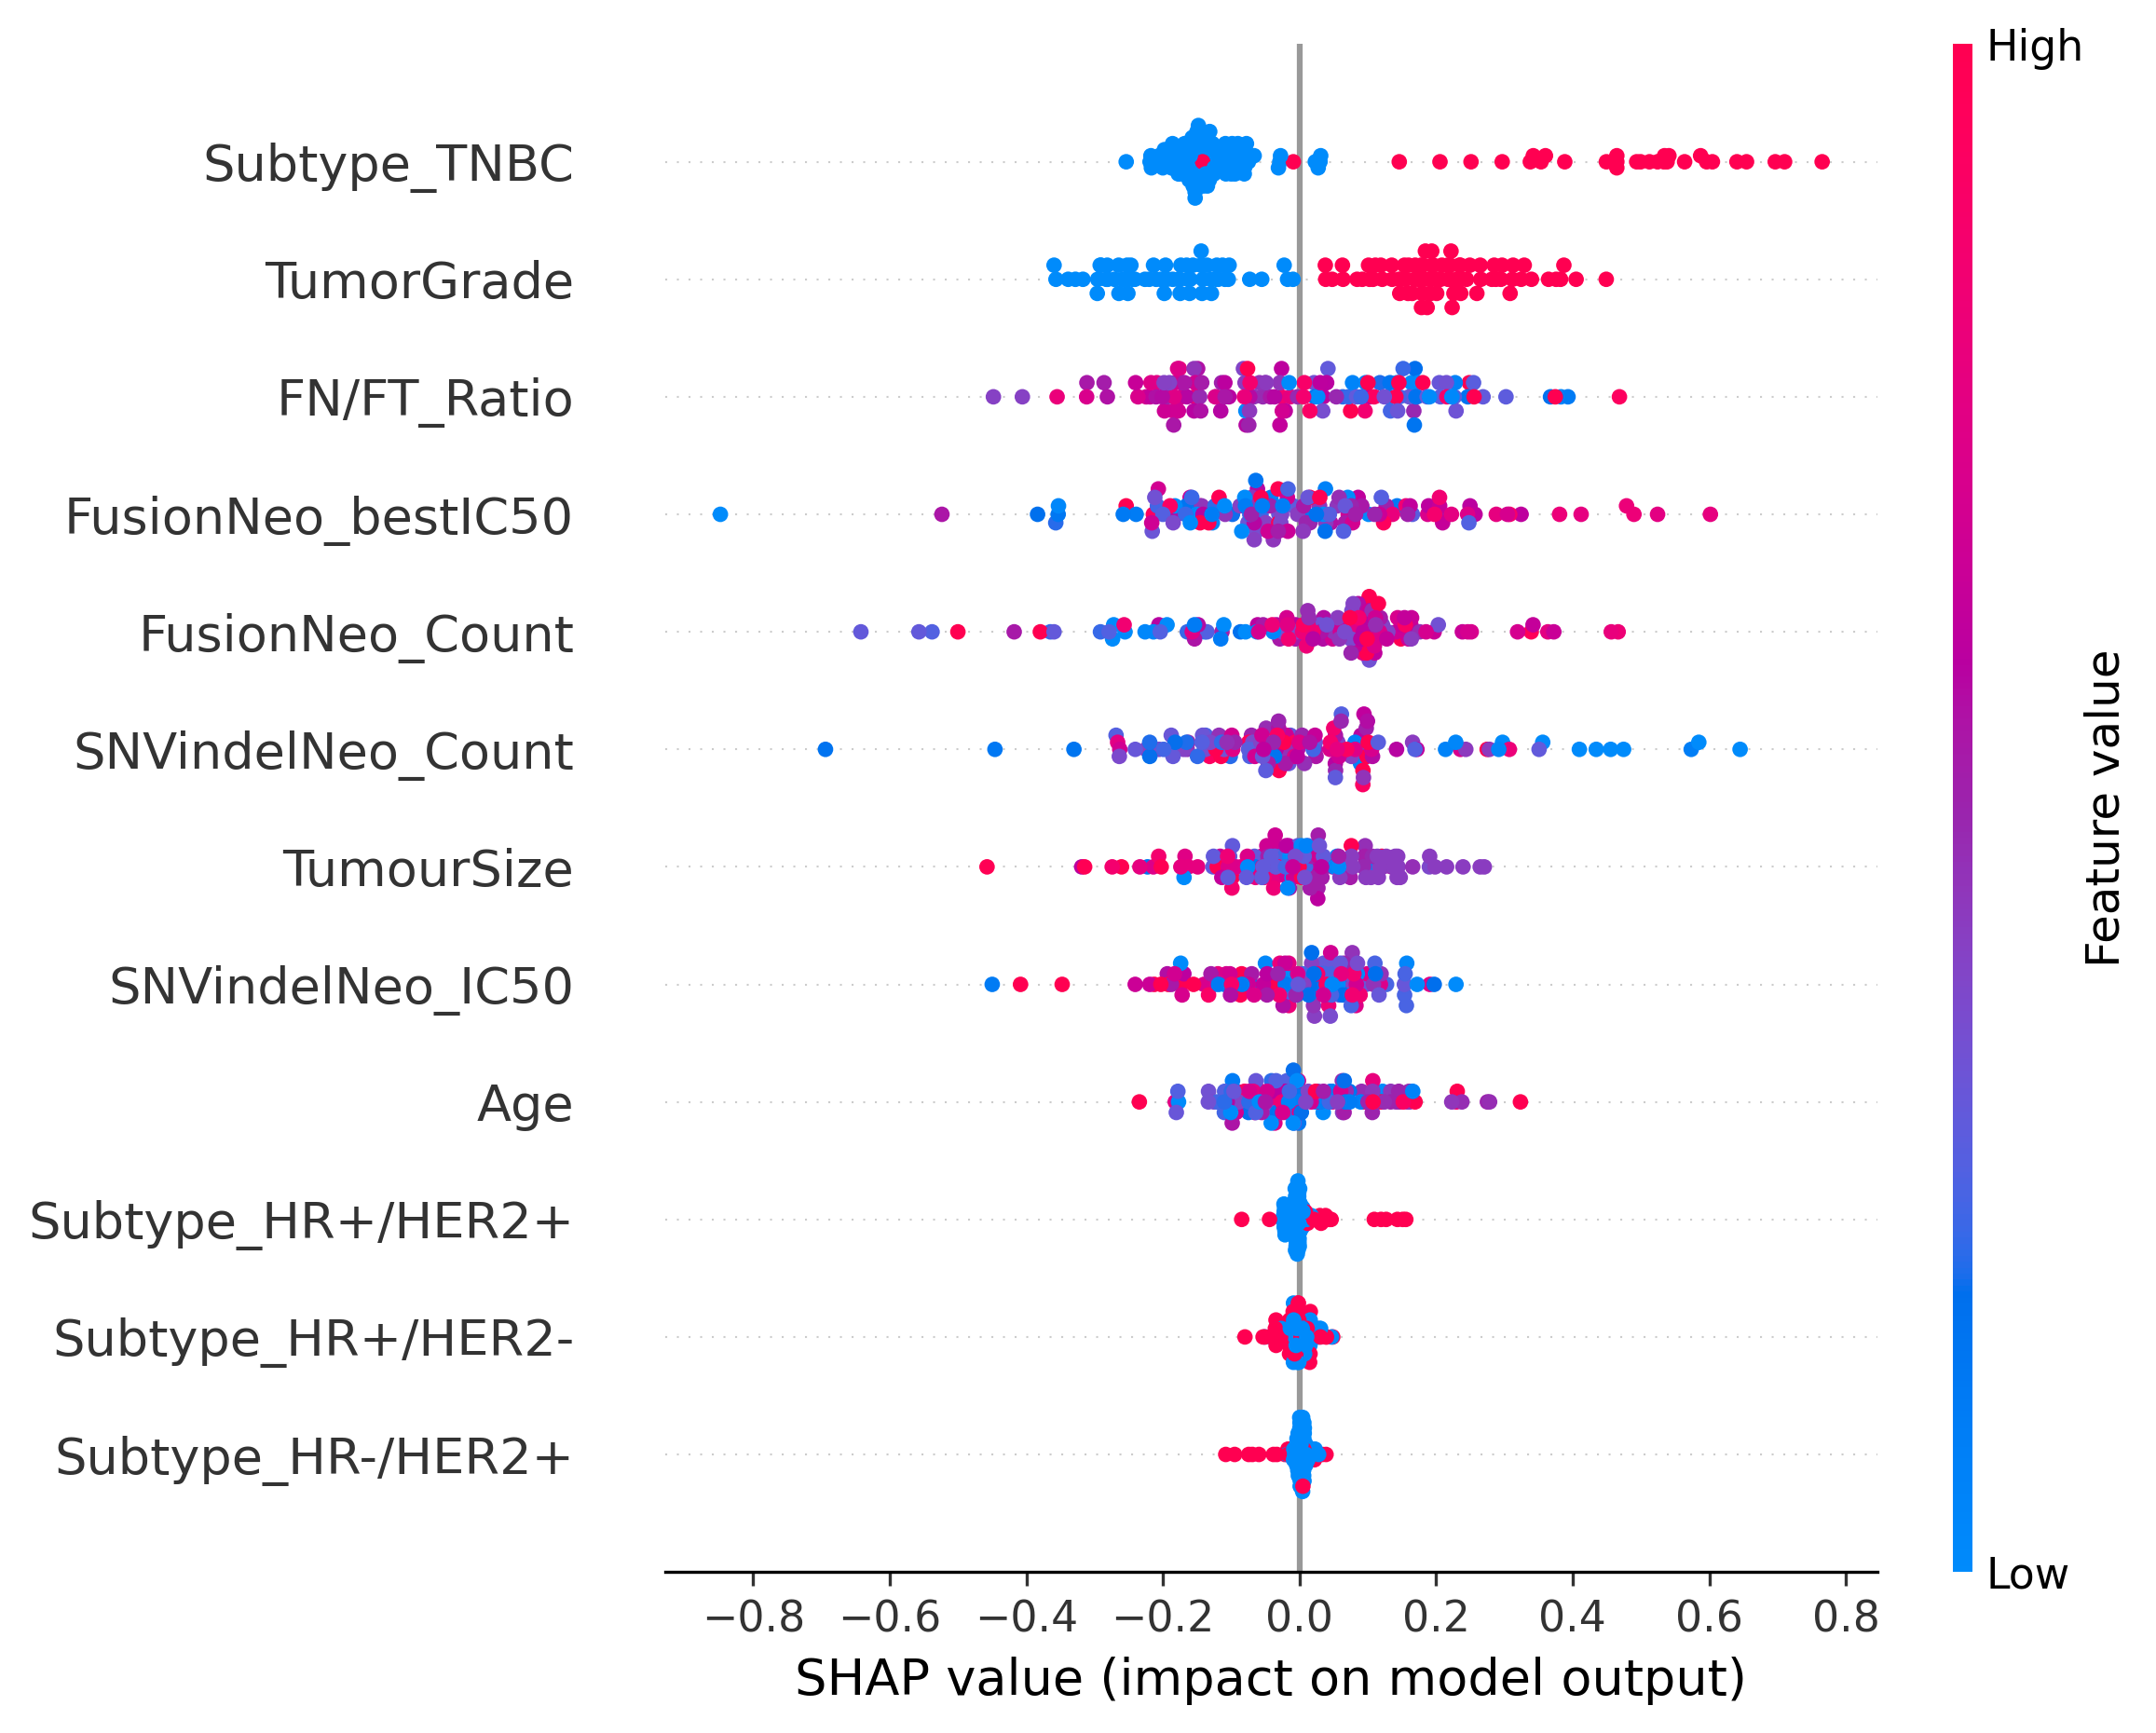 High
Subtype_TNBC
TumorGrade
FN/FT_Ratio
FusionNeo_bestIC50
FusionNeo_Count
SNVindelNeo_Count
TumourSize
SNVindelNeo_IC50
Age
Subtype_HR+/HER2+
Subtype_HR+/HER2-
Subtype_HR-/HER2+
Feature value
Low
−0.8 −0.6 −0.4 −0.2 0.0 0.2 0.4 0.6 0.8
SHAP value (impact on model output)